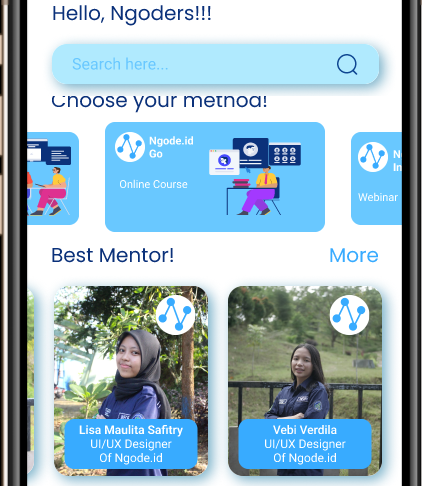 Hello, Ngoders!!!
Search here...
Choose your method!
Ngode.id
Go
Online Course
Webinar
Best Mentor!
More
Lisa Maulita Safitry
UI/UX Designer
Of Ngode.id
Vebi Verdila
UI/UX Designer
Of Ngode.id